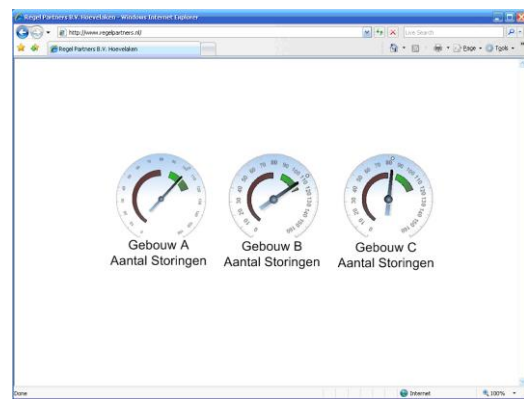 Regel Partners B.V. Hoevelaken - Windows Internet Explorer
http://www.regelpartners.nl/
Live Search
Regel Partners B.V. Hoevelaken
Page
Tools
Gebouw A
Aantal Storingen
Gebouw B
Aantal Storingen
Gebouw C
Aantal Storingen
Done
Internet
100%